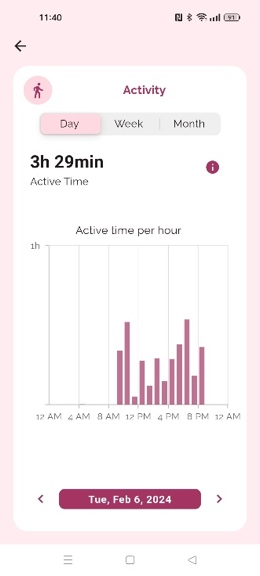 11:40
91
Activity
Day Week Month
3h 29min
Active Time
Active time per hour
1h
12 AM 4 AM 8 AM 12 PM 4 PM 8 PM 12 AM
Tue, Feb 6, 2024